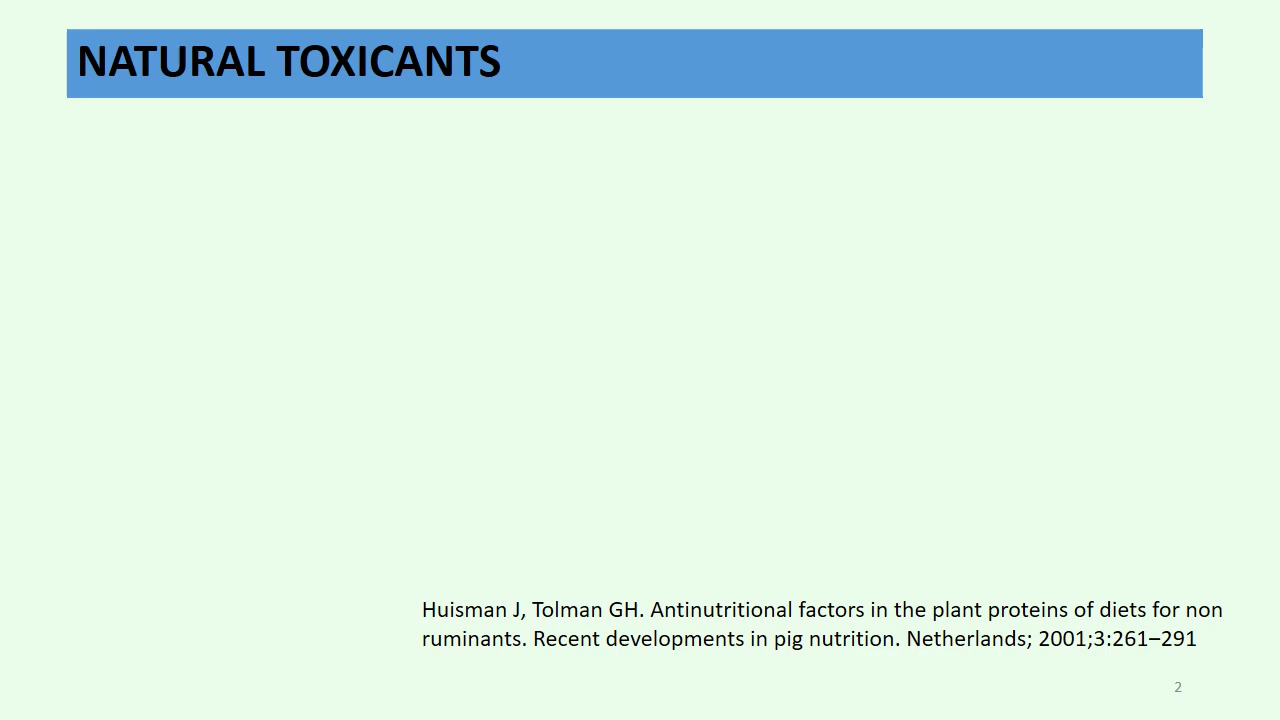 NATURAL TOXICANTS
Huisman J, Tolman GH. Antinutritional factors in the plant proteins of diets for non
ruminants. Recent developments in pig nutrition. Netherlands; 2001;3:261–291
2